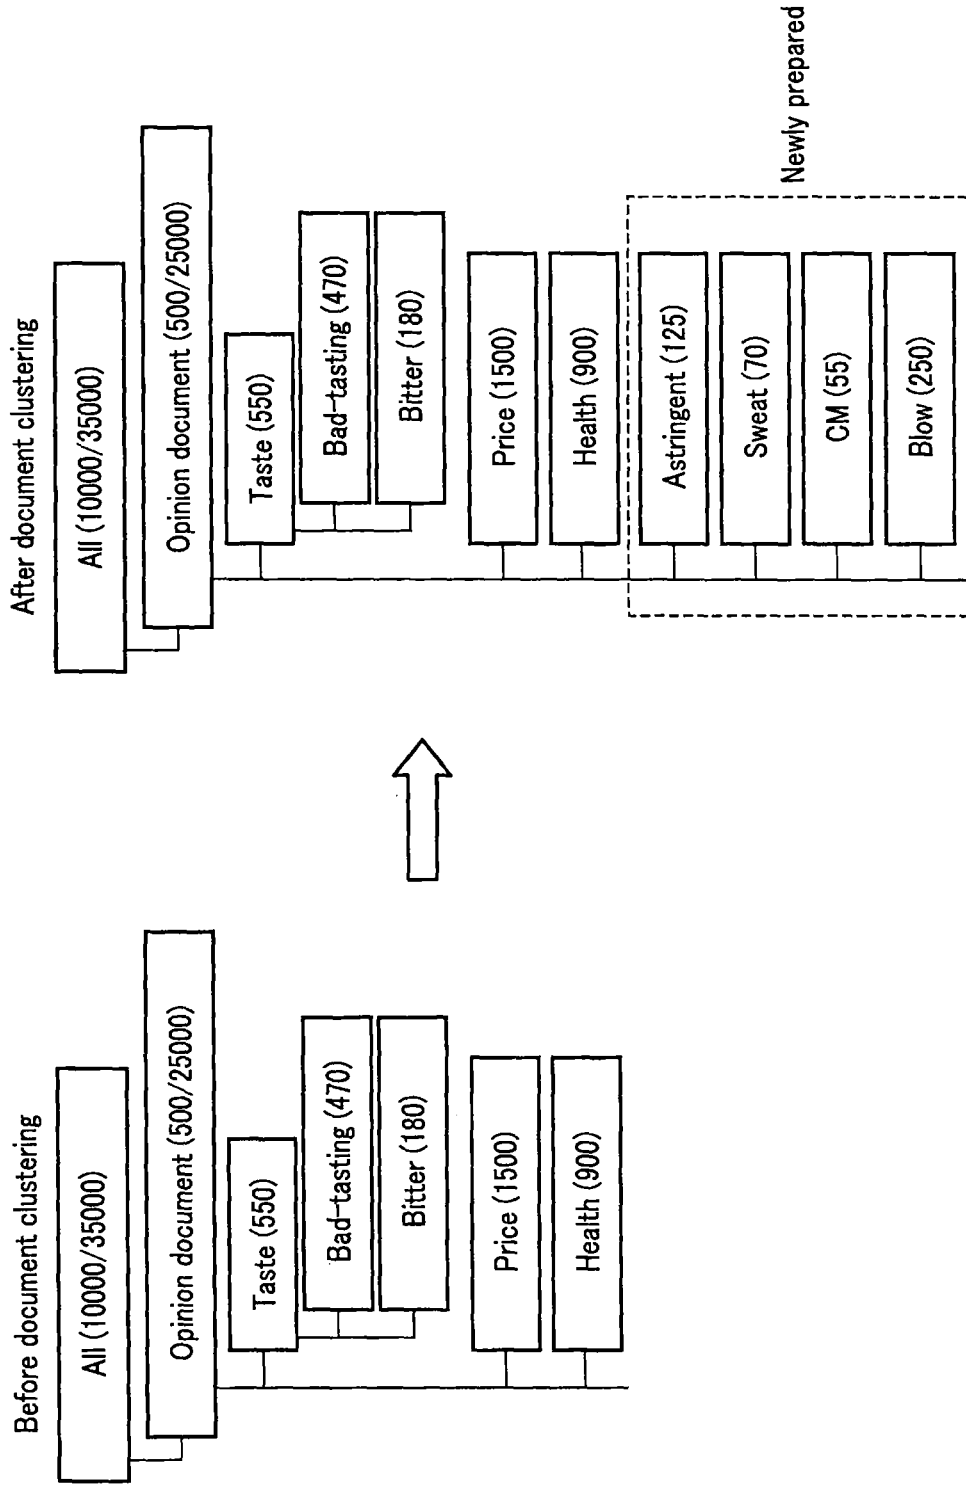 Before document clustering
All (10000/35000)
Opinion document (500/25000)
Taste (550)
Bad-tasting (470)
Bitter (180)
Price (1500)
Health (900)
After document clustering
All (10000/35000)
Opinion document (500/25000)
Taste (550)
Bad-tasting (470)
Bitter (180)
Price (1500)
Health (900)
Astringent (125)
Sweat (70)
CM (55)
Blow (250)
Newly prepared